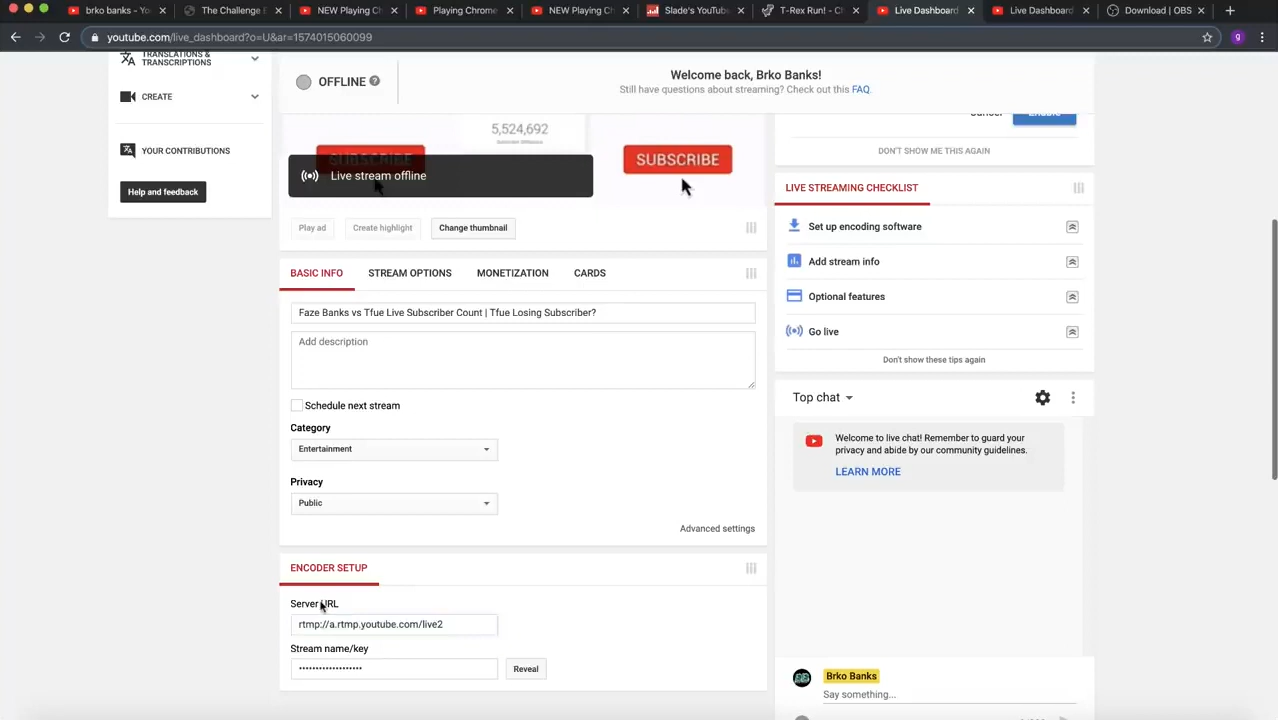 brko banks - Yo
The Challenge E
NEW Playing Ch
Playing Chrome
NEW Playing Ch
Slade's YouTube
T-Rex Run! - Ch
Live Dashboard
Live Dashboard
Download | OBS
youtube.com/live_dashboard?o=U&ar=1574015060099
g
TRANSLATIONS &
TRANSCRIPTIONS
CREATE
YOUR CONTRIBUTIONS
Help and feedback
OFFLINE
Welcome back, Brko Banks!
Still have questions about streaming? Check out this FAQ.
5,524,692
SUBSCRIBE
SUBSCRIBE
Live stream offline
Play ad
Create highlight
Change thumbnail
BASIC INFO
STREAM OPTIONS
MONETIZATION
CARDS
Faze Banks vs Tfue Live Subscriber Count | Tfue Losing Subscriber?
Add description
Schedule next stream
Category
Entertainment
Privacy
Public
Advanced settings
ENCODER SETUP
Server URL
rtmp://a.rtmp.youtube.com/live2
Stream name/key
••••••••••••••••••••
Reveal
Cancel
Enable
DON'T SHOW ME THIS AGAIN
LIVE STREAMING CHECKLIST
Set up encoding software
Add stream info
Optional features
Go live
Don't show these tips again
Top chat
Welcome to live chat! Remember to guard your
privacy and abide by our community guidelines.
LEARN MORE
Brko Banks
Say something...